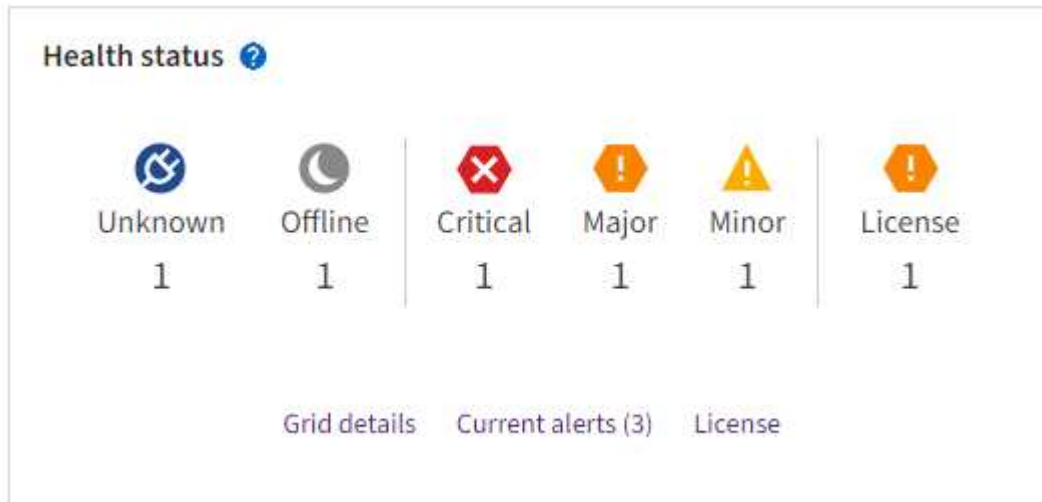 Health status
Unknown Offline Critical Major Minor License
1 1 1 1 1 1
Grid details Current alerts (3) License